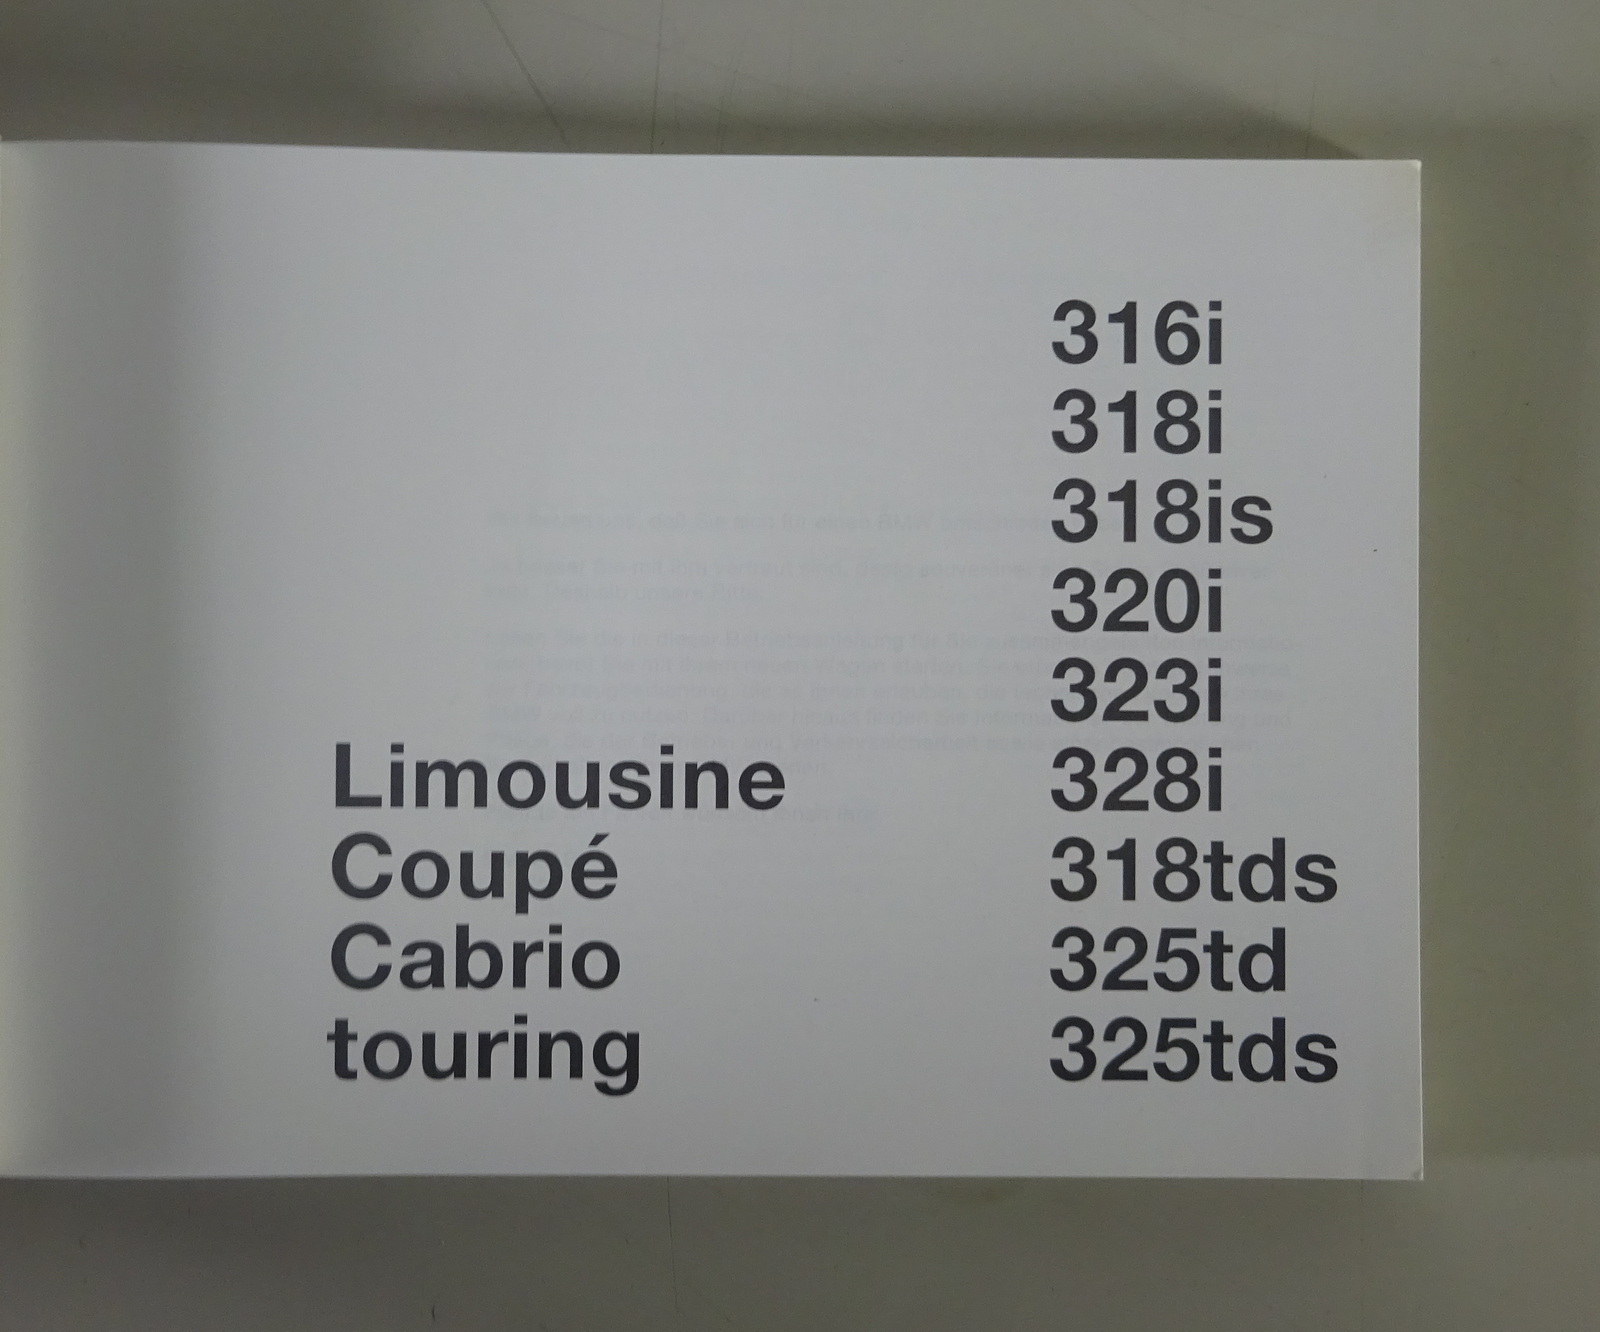 316i
318i
318is
320i
323i
Limousine 328i
Coupé 318tds
Cabrio 325td
touring 325tds